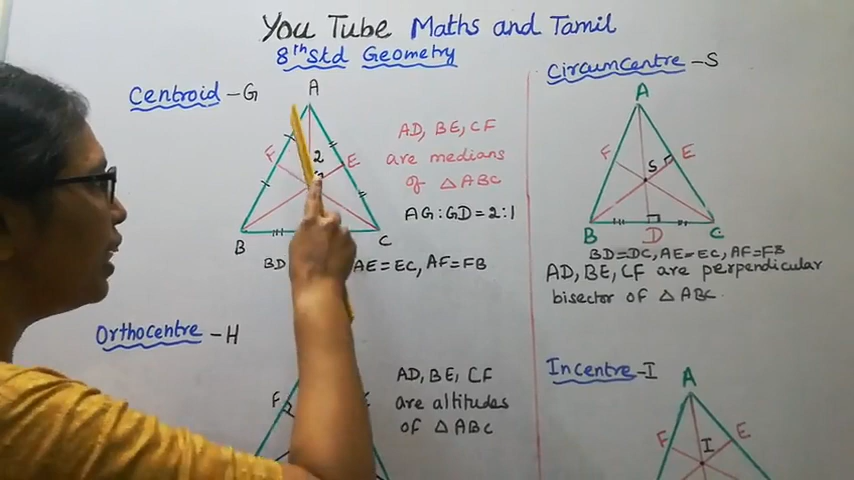 You Tube Maths and Tamil
8th Std Geometry
Centroid - G
A
F
2
E
B
C
BD
AE=EC, AF=FB
AD, BE, CF
are medians
of △ABC
AG:GD=2:1
Circumcentre - S
A
F
S
E
B
D
C
BD=DC, AE=EC, AF=FB
AD, BE, CF are perpendicular
bisector of △ABC.
Orthocentre - H
F
AD, BE, CF
are altitudes
of △ABC
Incentre - I
A
F
I
E